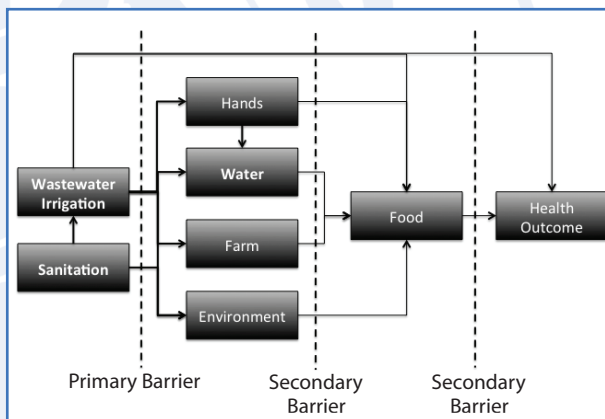 Hands
Water
Wastewater
Irrigation
Food
Health
Outcome
Farm
Sanitation
Environment
Primary Barrier
Secondary
Barrier
Secondary
Barrier